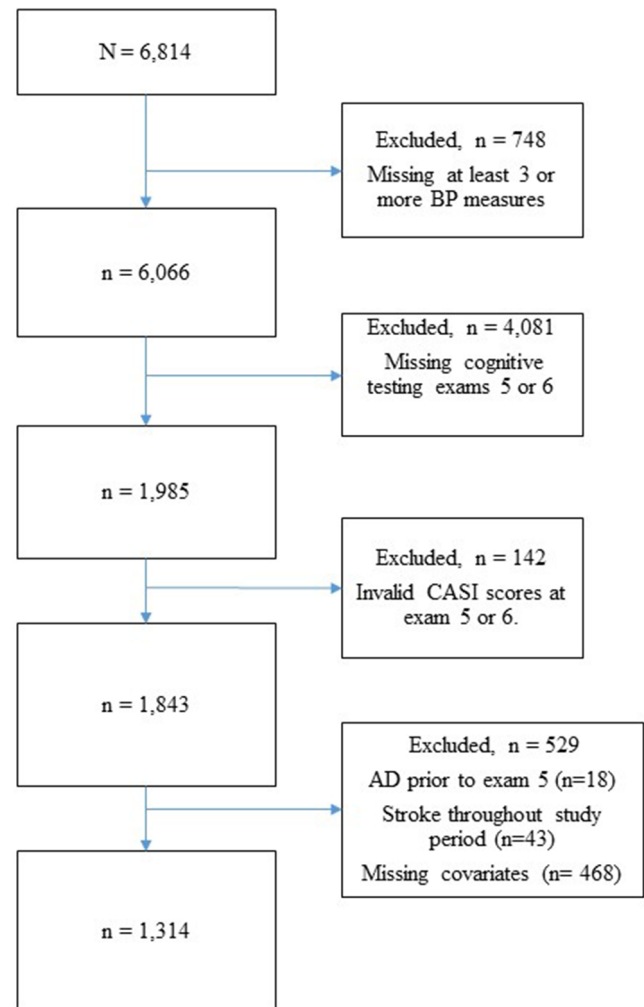 N = 6,814
Excluded, n = 748
Missing at least 3 or
more BP measures
n = 6,066
Excluded, n = 4,081
Missing cognitive
testing exams 5 or 6
n = 1,985
Excluded, n = 142
Invalid CASI scores at
exam 5 or 6.
n = 1,843
Excluded, n = 529
AD prior to exam 5 (n=18)
Stroke throughout study
period (n=43)
Missing covariates (n= 468)
n = 1,314